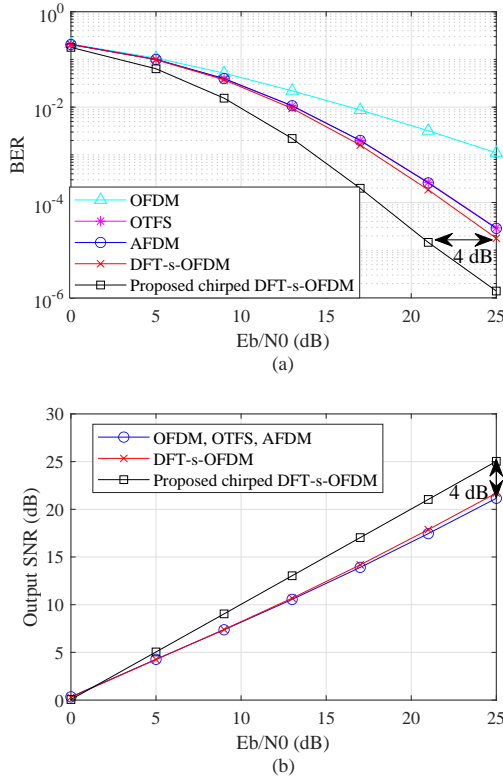 10^0
10^-2
10^-4
10^-6
BER
OFDM
OTFS
AFDM
DFT-s-OFDM
Proposed chirped DFT-s-OFDM
4 dB
0 5 10 15 20 25
Eb/N0 (dB)
(a)
30
25
20
15
10
5
0
Output SNR (dB)
OFDM, OTFS, AFDM
DFT-s-OFDM
Proposed chirped DFT-s-OFDM
4 dB
0 5 10 15 20 25
Eb/N0 (dB)
(b)